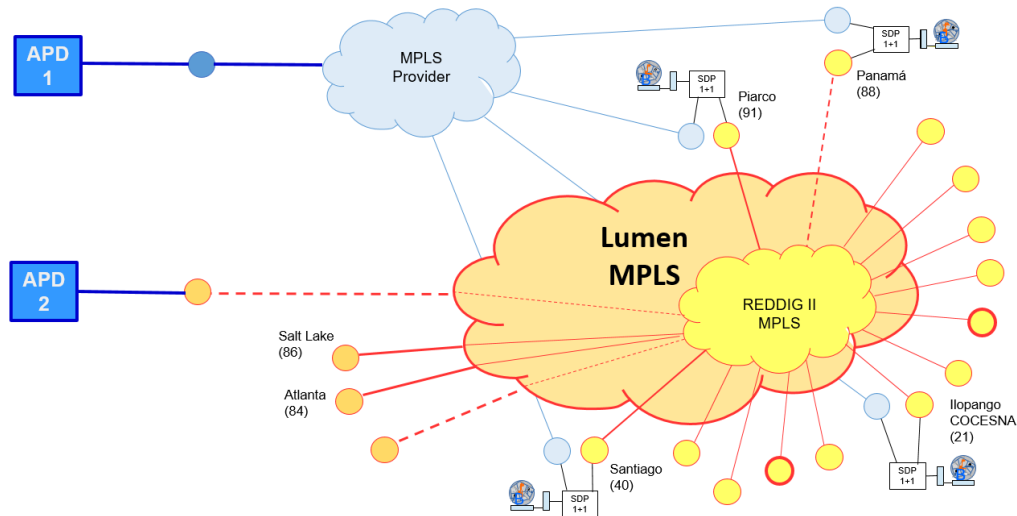 APD
1
MPLS
Provider
SDP
1+1
B
Panamá
(88)
B
SDP
1+1
Piarco
(91)
Lumen
MPLS
APD
2
REDDIG II
MPLS
Salt Lake
(86)
Atlanta
(84)
Ilopango
COCESNA
(21)
Santiago
(40)
SDP
1+1
B
B
SDP
1+1